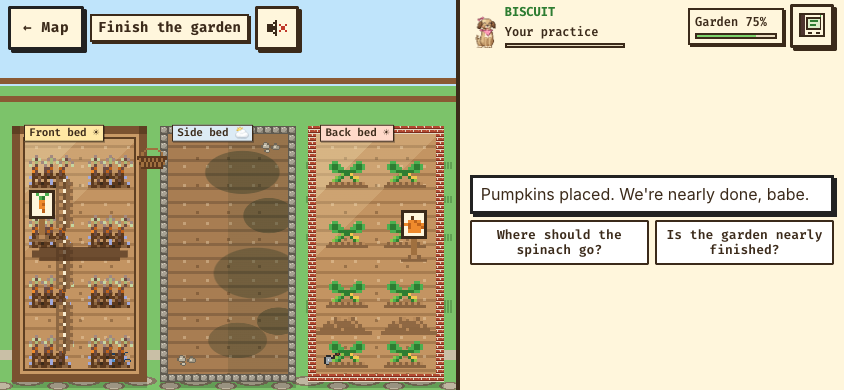 ← Map
Finish the garden
BISCUIT
Your practice
Garden 75%
Front bed ☀
Side bed ⛅
Back bed ☀
Pumpkins placed. We're nearly done, babe.
Where should the
spinach go?
Is the garden nearly
finished?